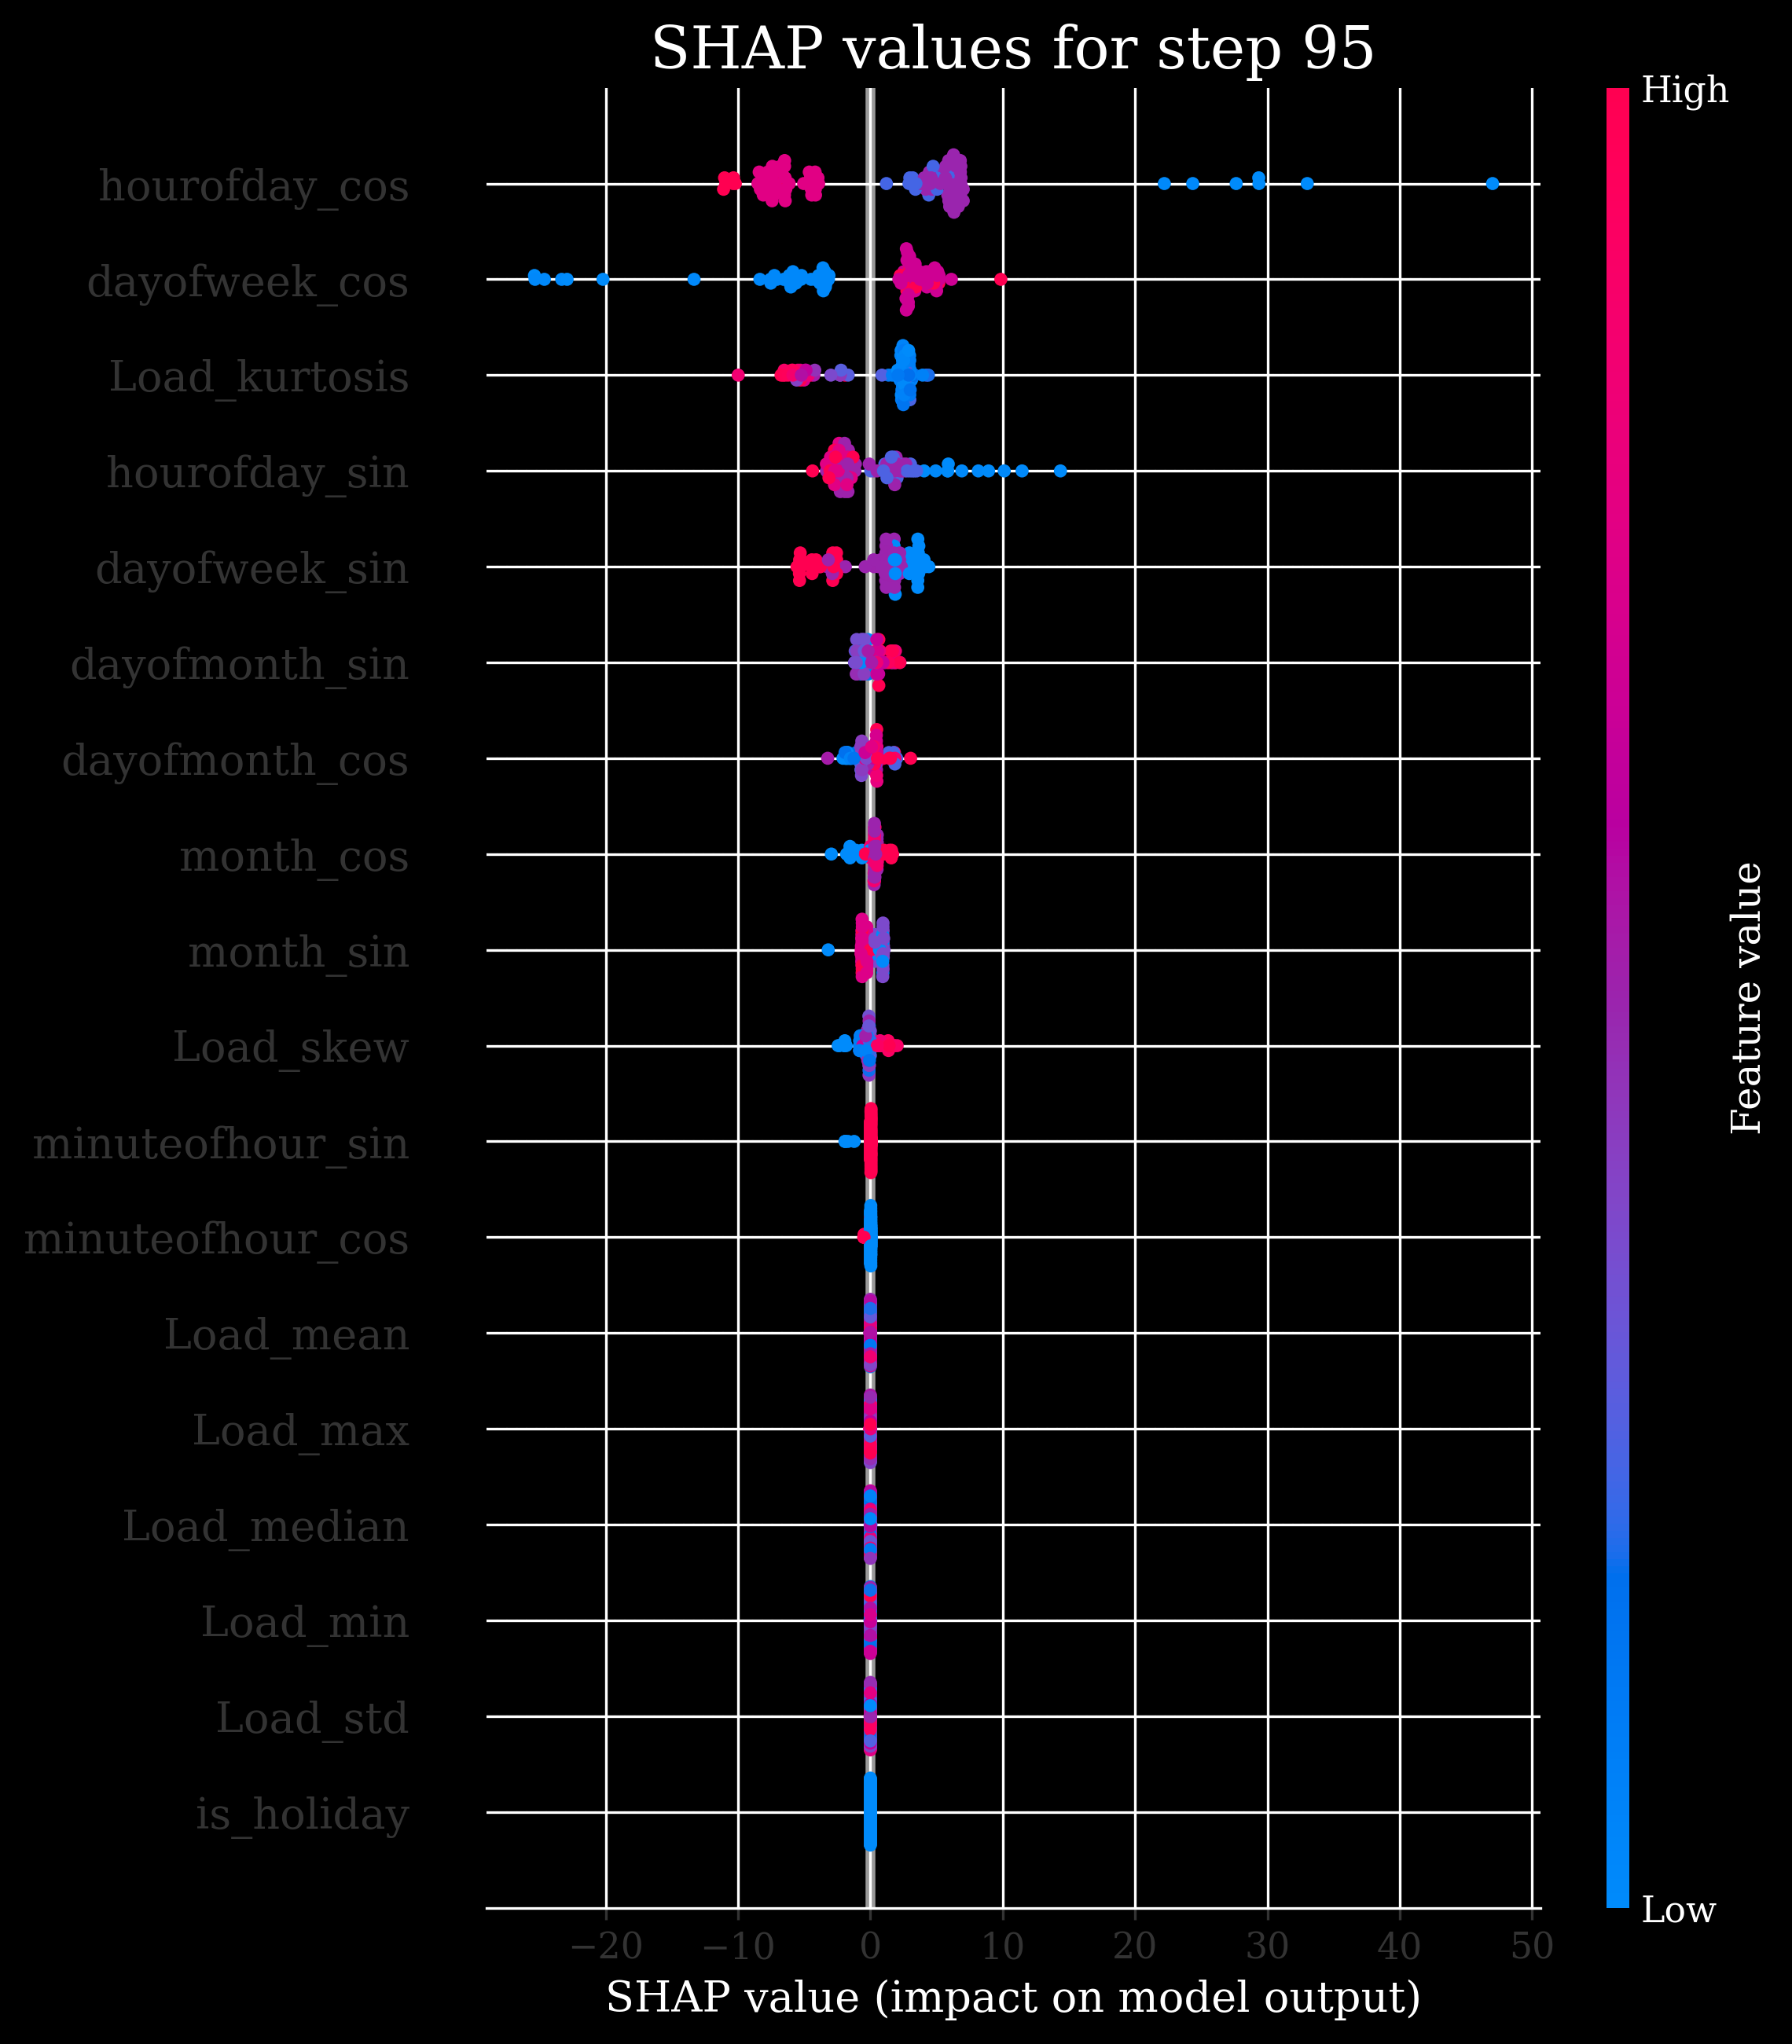 SHAP values for step 95
High
hourofday_cos
dayofweek_cos
Load_kurtosis
hourofday_sin
dayofweek_sin
dayofmonth_sin
dayofmonth_cos
month_cos
month_sin
Load_skew
minuteofhour_sin
minuteofhour_cos
Load_mean
Load_max
Load_median
Load_min
Load_std
is_holiday
Feature value
Low
−20 −10 0 10 20 30 40 50
SHAP value (impact on model output)